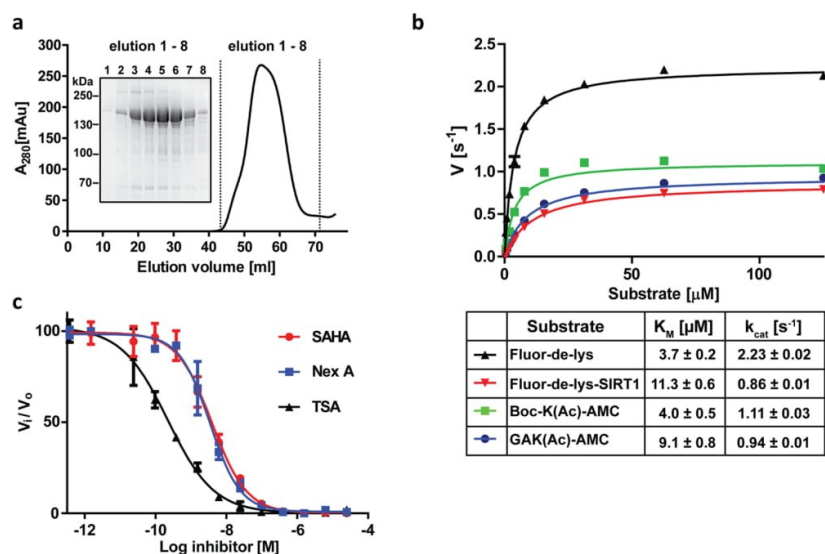 a
elution 1 - 8
elution 1 - 8
1 2 3 4 5 6 7 8
kDa
250
130
100
70
300
250
200
150
100
50
0
A280[mAu]
0 10 20 30 40 50 60 70
Elution volume [ml]
b
2.5
2.0
1.5
1.0
0.5
0.0
V [s-1]
0 50 100
Substrate [μM]
Substrate KM [μM] kcat [s-1]
Fluor-de-lys 3.7 ± 0.2 2.23 ± 0.02
Fluor-de-lys-SIRT1 11.3 ± 0.6 0.86 ± 0.01
Boc-K(Ac)-AMC 4.0 ± 0.5 1.11 ± 0.03
GAK(Ac)-AMC 9.1 ± 0.8 0.94 ± 0.01
c
100
50
0
Vi/ Vo
SAHA
Nex A
TSA
-12 -10 -8 -6 -4
Log inhibitor [M]